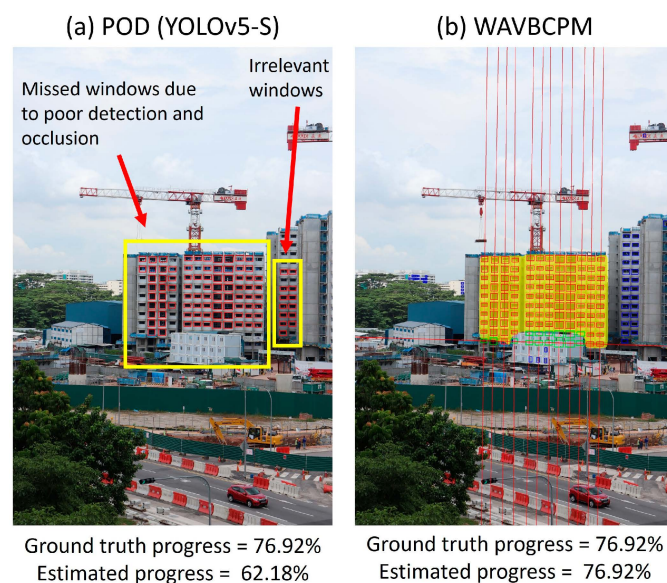 (a) POD (YOLOv5-S)
(b) WAVBCPM
Missed windows due
to poor detection and
occlusion
Irrelevant
windows
Ground truth progress = 76.92%
Estimated progress = 62.18%
Ground truth progress = 76.92%
Estimated progress = 76.92%